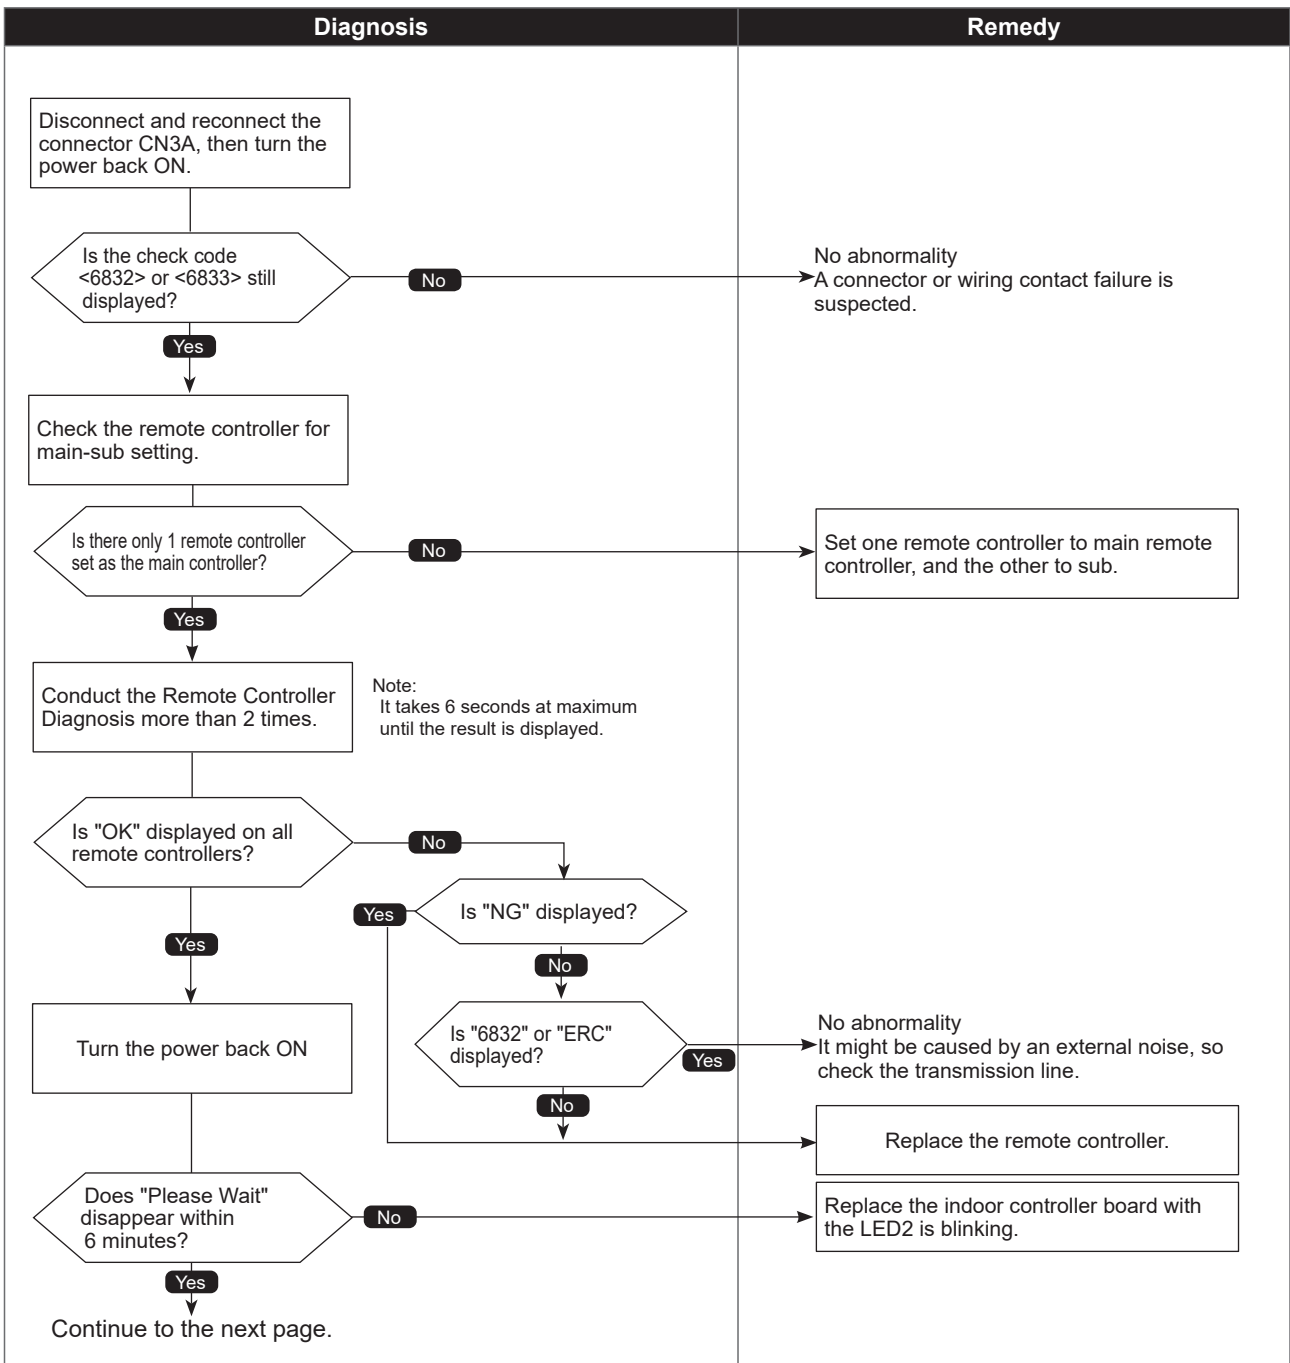 Diagnosis
Remedy
Disconnect and reconnect the
connector CN3A, then turn the
power back ON.
Is the check code
<6832> or <6833> still
displayed?
No
No abnormality
A connector or wiring contact failure is
suspected.
Yes
Check the remote controller for
main-sub setting.
Is there only 1 remote controller
set as the main controller?
No
Set one remote controller to main remote
controller, and the other to sub.
Yes
Conduct the Remote Controller
Diagnosis more than 2 times.
Note:
It takes 6 seconds at maximum
until the result is displayed.
Is "OK" displayed on all
remote controllers?
No
Is "NG" displayed?
Yes
Yes
No
Turn the power back ON
Is "6832" or "ERC"
displayed?
Yes
No abnormality
It might be caused by an external noise, so
check the transmission line.
No
Replace the remote controller.
Does "Please Wait"
disappear within
6 minutes?
No
Replace the indoor controller board with
the LED2 is blinking.
Yes
Continue to the next page.